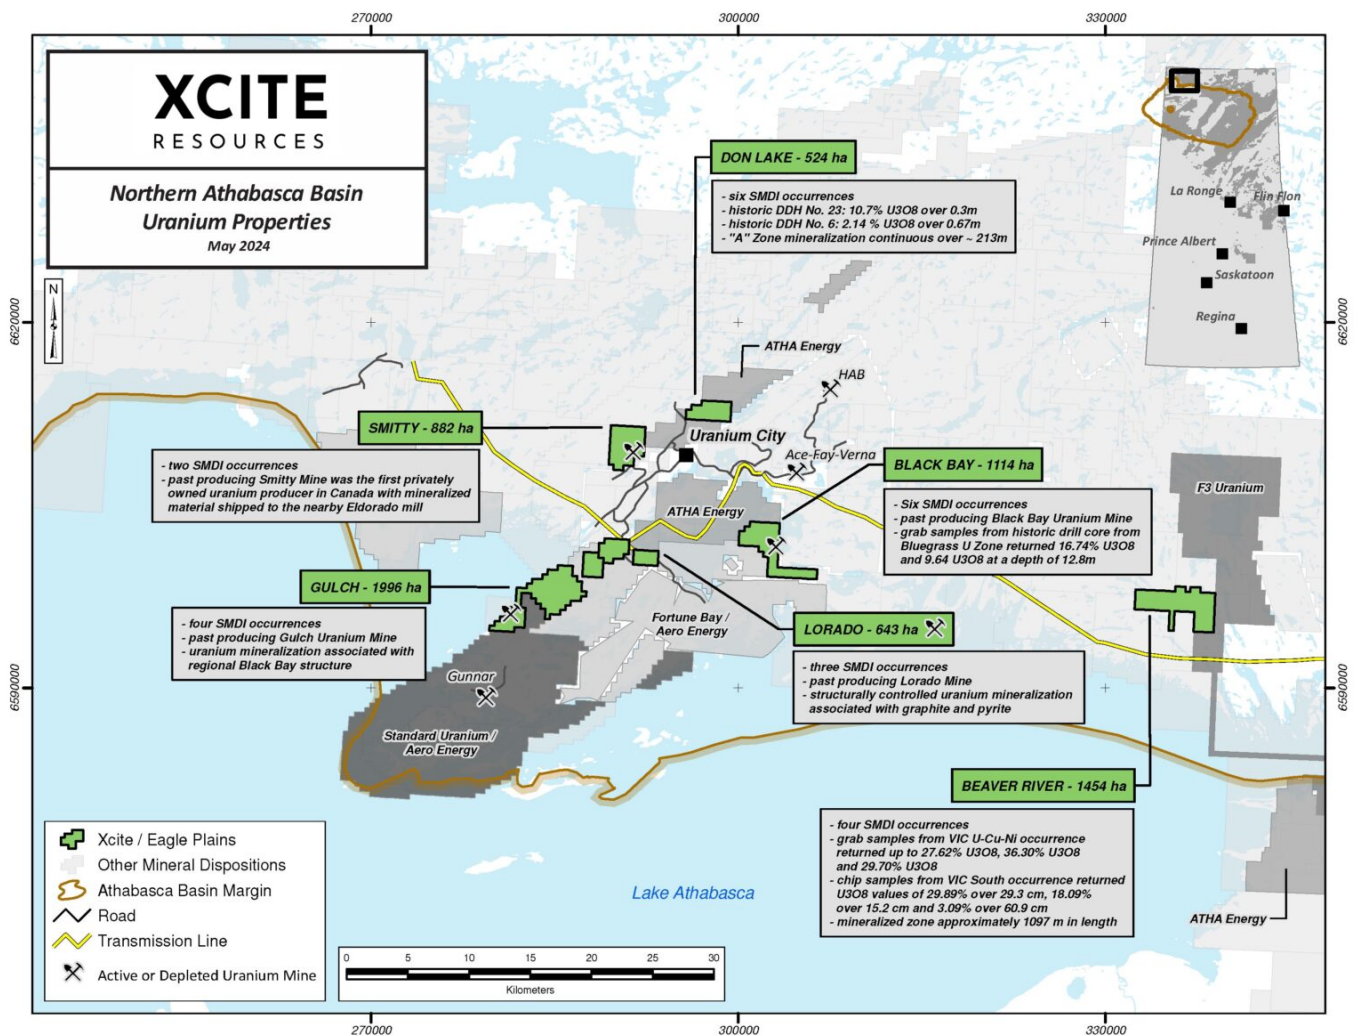 270000
300000
330000
XCITE
RESOURCES
Northern Athabasca Basin
Uranium Properties
May 2024
N
6620000
6620000
6590000
6590000
La Ronge
Flin Flon
Prince Albert
Saskatoon
Regina
DON LAKE - 524 ha
- six SMDI occurrences
- historic DDH No. 23: 10.7% U3O8 over 0.3m
- historic DDH No. 6: 2.14 % U3O8 over 0.67m
- "A" Zone mineralization continuous over ~ 213m
ATHA Energy
HAB
SMITTY - 882 ha
- two SMDI occurrences
- past producing Smitty Mine was the first privately
owned uranium producer in Canada with mineralized
material shipped to the nearby Eldorado mill
Uranium City
Ace-Fay-Verna
BLACK BAY - 1114 ha
- Six SMDI occurrences
- past producing Black Bay Uranium Mine
- grab samples from historic drill core from
Bluegrass U Zone returned 16.74% U3O8
and 9.64 U3O8 at a depth of 12.8m
F3 Uranium
ATHA Energy
GULCH - 1996 ha
- four SMDI occurrences
- past producing Gulch Uranium Mine
- uranium mineralization associated with
regional Black Bay structure
Fortune Bay /
Aero Energy
LORADO - 643 ha
- three SMDI occurrences
- past producing Lorado Mine
- structurally controlled uranium mineralization
associated with graphite and pyrite
Gunnar
Standard Uranium /
Aero Energy
BEAVER RIVER - 1454 ha
- four SMDI occurrences
- grab samples from VIC U-Cu-Ni occurrence
returned up to 27.62% U3O8, 36.30% U3O8
and 29.70% U3O8
- chip samples from VIC South occurrence returned
U3O8 values of 29.89% over 29.3 cm, 18.09%
over 15.2 cm and 3.09% over 60.9 cm
- mineralized zone approximately 1097 m in length
ATHA Energy
Lake Athabasca
Xcite / Eagle Plains
Other Mineral Dispositions
Athabasca Basin Margin
Road
Transmission Line
Active or Depleted Uranium Mine
0 5 10 15 20 25 30
Kilometers
270000
300000
330000